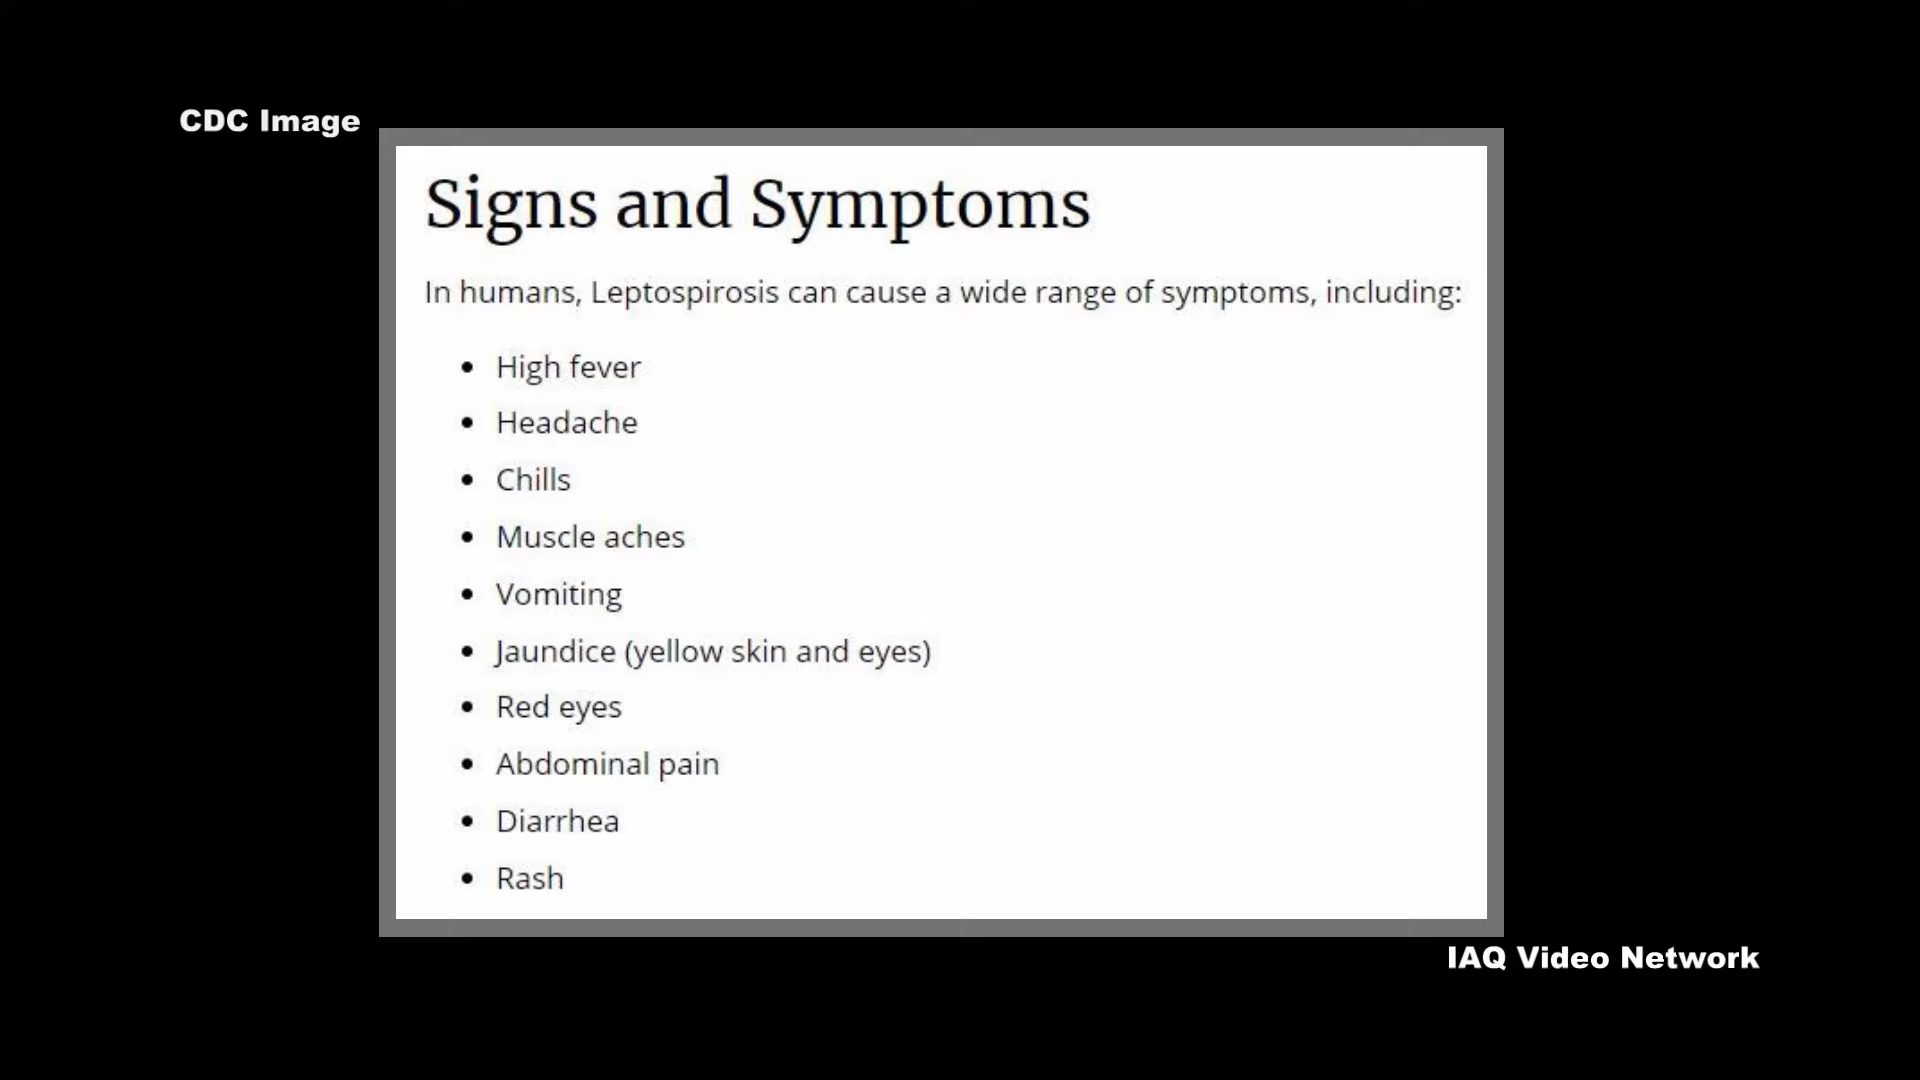 CDC Image
Signs and Symptoms
In humans, Leptospirosis can cause a wide range of symptoms, including:
• High fever
• Headache
• Chills
• Muscle aches
• Vomiting
• Jaundice (yellow skin and eyes)
• Red eyes
• Abdominal pain
• Diarrhea
• Rash
IAQ Video Network